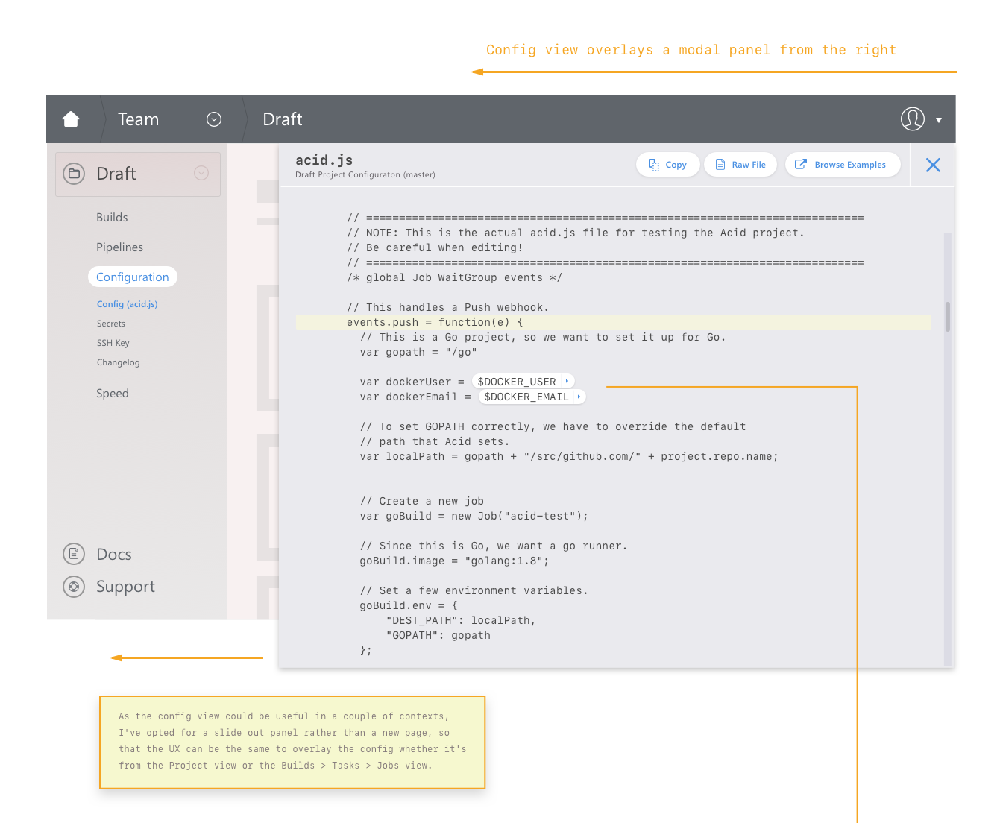 Config view overlays a modal panel from the right
Team
Draft
Draft
Builds
Pipelines
Configuration
Config (acid.js)
Secrets
SSH Key
Changelog
Speed
Docs
Support
acid.js
Draft Project Configuraton (master)
Copy
Raw File
Browse Examples
// ============================================================================
// NOTE: This is the actual acid.js file for testing the Acid project.
// Be careful when editing!
// ============================================================================
/* global Job WaitGroup events */
// This handles a Push webhook.
events.push = function(e) {
// This is a Go project, so we want to set it up for Go.
var gopath = "/go"
var dockerUser = $DOCKER_USER
var dockerEmail = $DOCKER_EMAIL
// To set GOPATH correctly, we have to override the default
// path that Acid sets.
var localPath = gopath + "/src/github.com/" + project.repo.name;
// Create a new job
var goBuild = new Job("acid-test");
// Since this is Go, we want a go runner.
goBuild.image = "golang:1.8";
// Set a few environment variables.
goBuild.env = {
"DEST_PATH": localPath,
"GOPATH": gopath
};
As the config view could be useful in a couple of contexts,
I've opted for a slide out panel rather than a new page, so
that the UX can be the same to overlay the config whether it's
from the Project view or the Builds > Tasks > Jobs view.